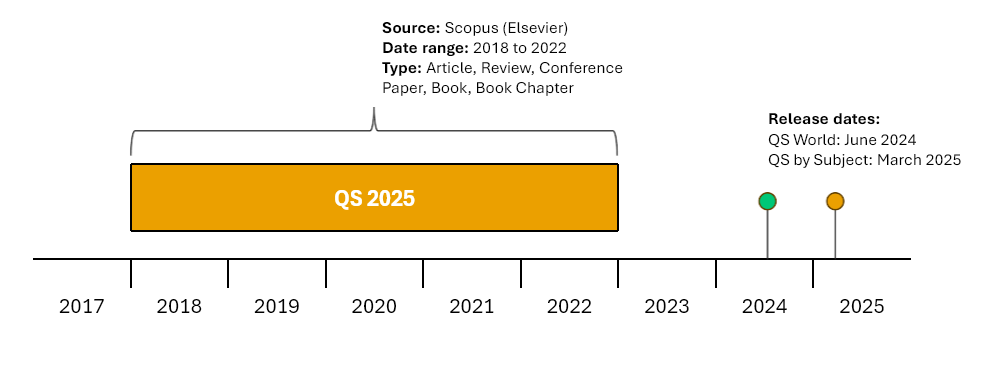 Source: Scopus (Elsevier)
Date range: 2018 to 2022
Type: Article, Review, Conference
Paper, Book, Book Chapter
Release dates:
QS World: June 2024
QS by Subject: March 2025
QS 2025
2017 2018 2019 2020 2021 2022 2023 2024 2025